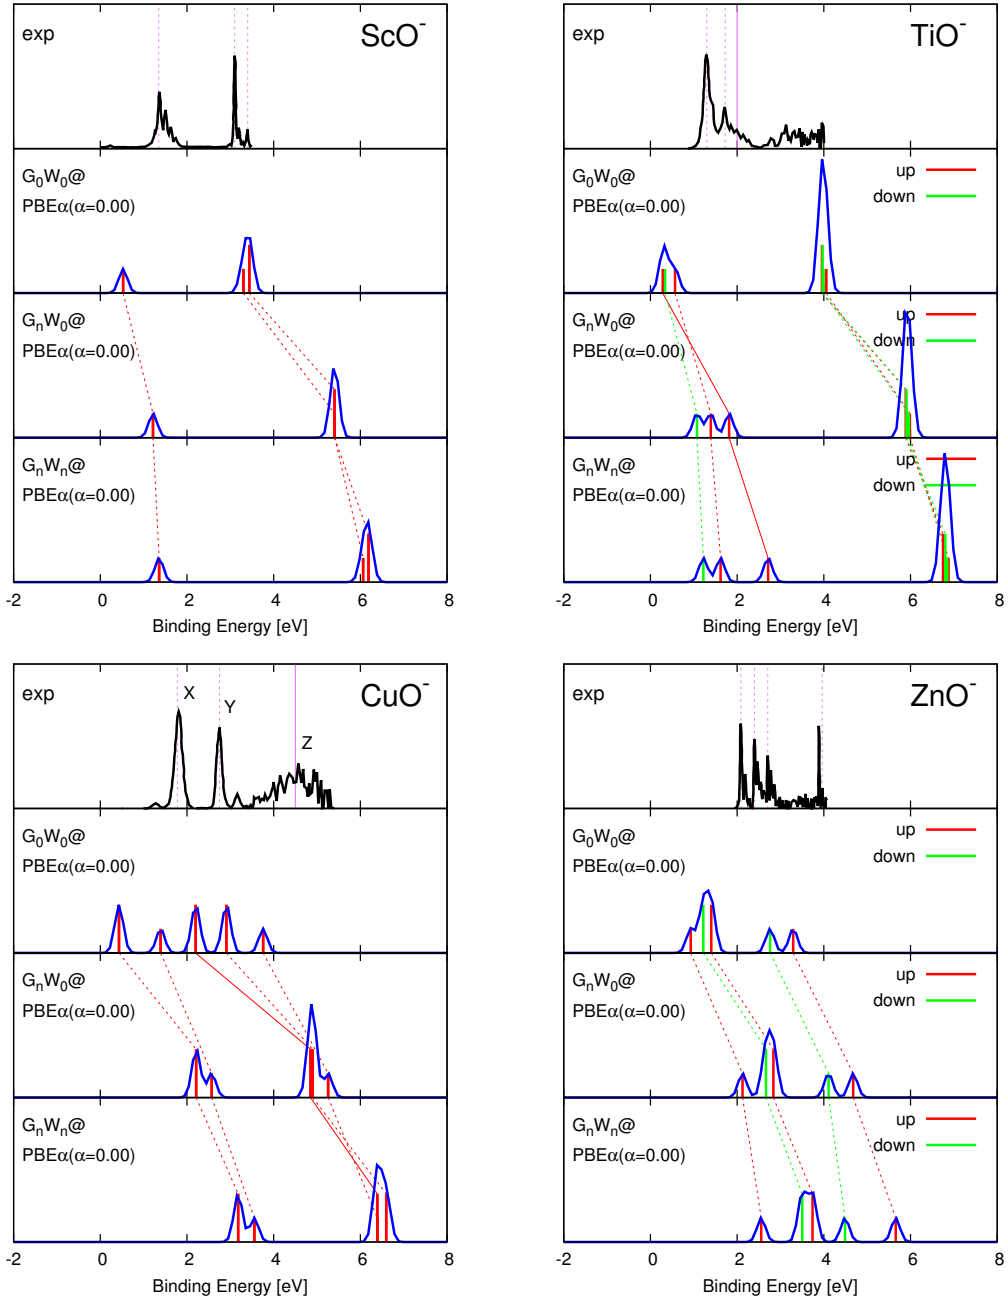 exp ScO⁻
G₀W₀@
PBEα(α=0.00)
GₙW₀@
PBEα(α=0.00)
GₙWₙ@
PBEα(α=0.00)
-2 0 2 4 6 8
Binding Energy [eV]
exp TiO⁻
G₀W₀@ up
PBEα(α=0.00) down
GₙW₀@ up
PBEα(α=0.00) down
GₙWₙ@ up
PBEα(α=0.00) down
-2 0 2 4 6 8
Binding Energy [eV]
exp X Y Z CuO⁻
G₀W₀@
PBEα(α=0.00)
GₙW₀@
PBEα(α=0.00)
GₙWₙ@
PBEα(α=0.00)
-2 0 2 4 6 8
Binding Energy [eV]
exp ZnO⁻
G₀W₀@ up
PBEα(α=0.00) down
GₙW₀@ up
PBEα(α=0.00) down
GₙWₙ@ up
PBEα(α=0.00) down
-2 0 2 4 6 8
Binding Energy [eV]